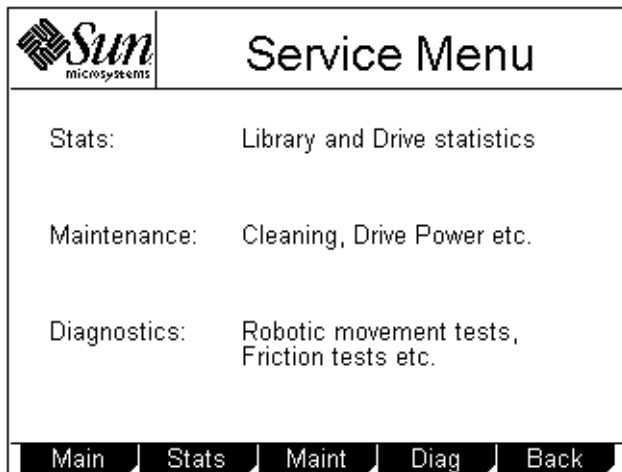 Sun
microsystems
Service Menu
Stats: Library and Drive statistics
Maintenance: Cleaning, Drive Power etc.
Diagnostics: Robotic movement tests,
Friction tests etc.
Main Stats Maint Diag Back